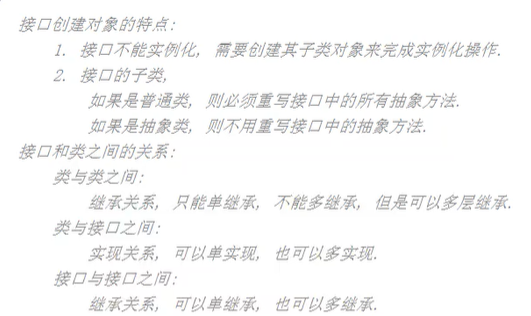 接口创建对象的特点:
1. 接口不能实例化, 需要创建其子类对象来完成实例化操作.
2. 接口的子类,
如果是普通类, 则必须重写接口中的所有抽象方法.
如果是抽象类, 则不用重写接口中的抽象方法.
接口和类之间的关系:
类与类之间:
继承关系, 只能单继承, 不能多继承, 但是可以多层继承.
类与接口之间:
实现关系, 可以单实现, 也可以多实现.
接口与接口之间:
继承关系, 可以单继承, 也可以多继承.